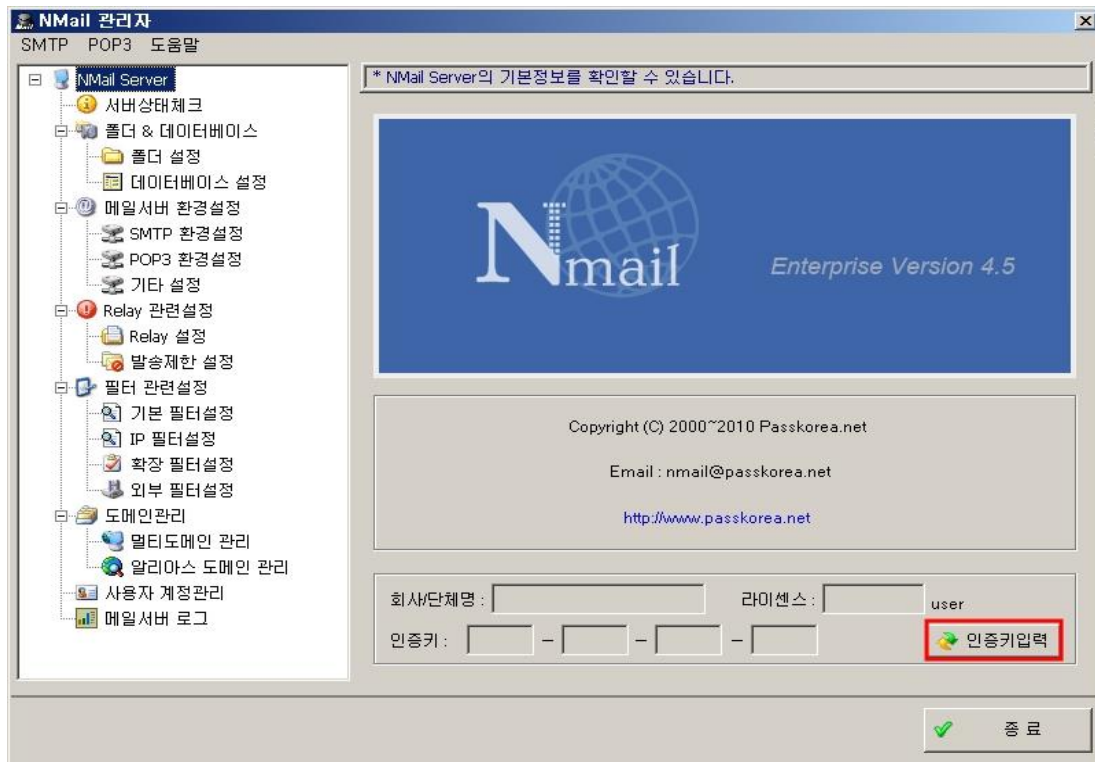 NMail 관리자
SMTP POP3 도움말
NMail Server
서버상태체크
폴더 & 데이터베이스
폴더 설정
데이터베이스 설정
메일서버 환경설정
SMTP 환경설정
POP3 환경설정
기타 설정
Relay 관련설정
Relay 설정
발송제한 설정
필터 관련설정
기본 필터설정
IP 필터설정
확장 필터설정
외부 필터설정
도메인관리
멀티도메인 관리
알리아스 도메인 관리
사용자 계정관리
메일서버 로그
* NMail Server의 기본정보를 확인할 수 있습니다.
Nmail
Enterprise Version 4.5
Copyright (C) 2000~2010 Passkorea.net
Email : nmail@passkorea.net
http://www.passkorea.net
회사/단체명 : 라이센스 : user
인증키 : - - - 인증키입력
종 료